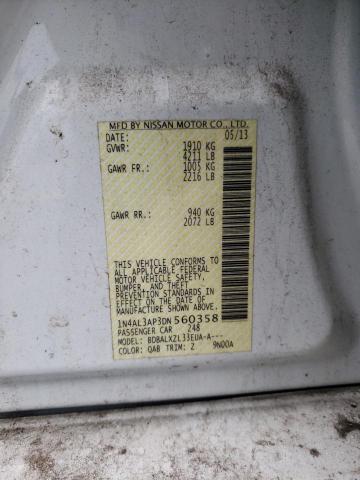 MFD BY NISSAN MOTOR CO., LTD.
DATE: 05/13
GVWR: 1910 KG
4211 LB
GAWR FR.: 1005 KG
2216 LB
GAWR RR.: 940 KG
2072 LB
THIS VEHICLE CONFORMS TO
ALL APPLICABLE FEDERAL
MOTOR VEHICLE SAFETY,
BUMPER, AND THEFT
PREVENTION STANDARDS
IN EFFECT ON THE DATE OF
MANUFACTURE SHOWN ABOVE.
1N4AL3AP3DN560358
PASSENGER CAR 248
MODEL: BDBALXZL33EUA-A---
COLOR: QAB TRIM: Z 9N00A